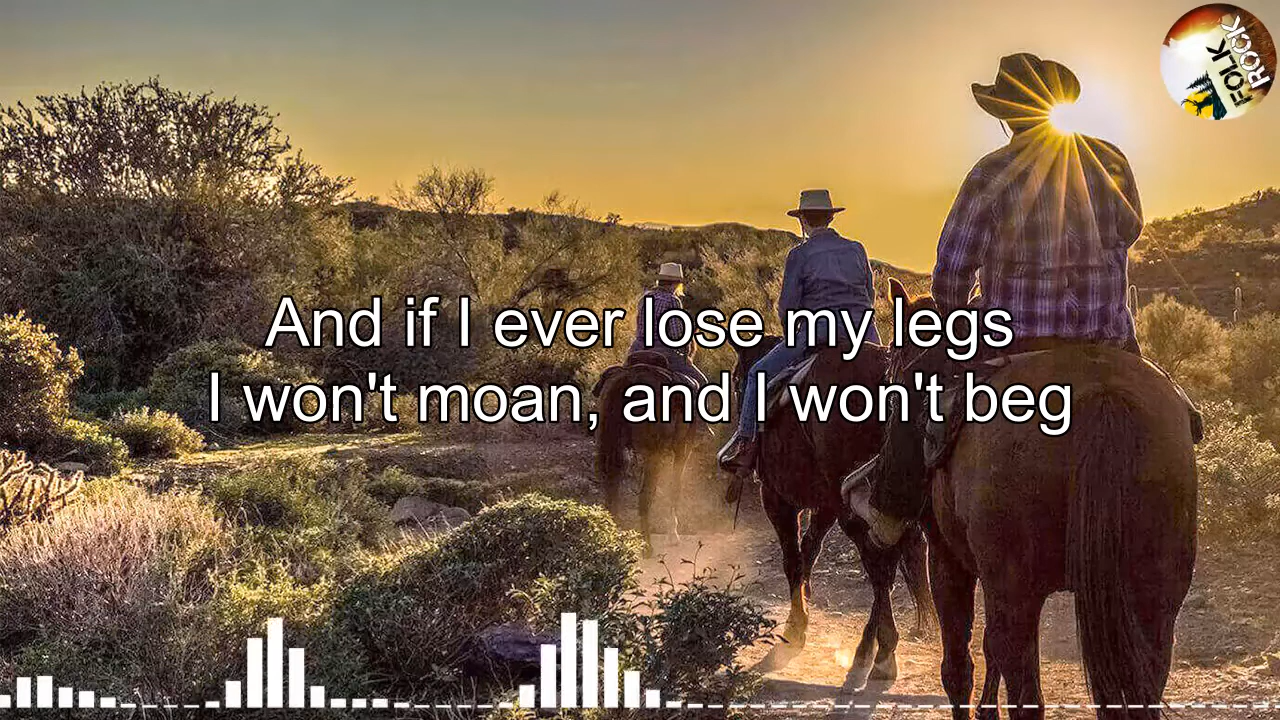 FOLK
ROCK
And if I ever lose my legs
I won't moan, and I won't beg